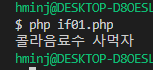 hminj@DESKTOP-D8OESL
$ php if01.php
콜라음료수 사먹자
hminj@DESKTOP-D8OESL